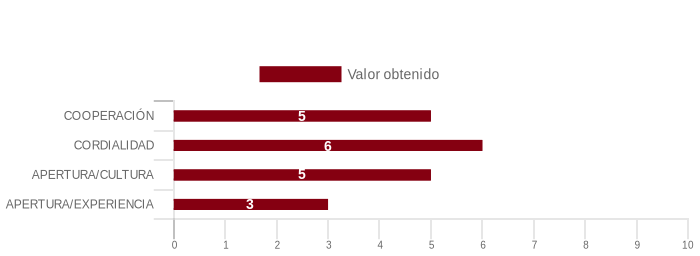 Valor obtenido
COOPERACIÓN 5
CORDIALIDAD 6
APERTURA/CULTURA 5
APERTURA/EXPERIENCIA 3
0 1 2 3 4 5 6 7 8 9 10